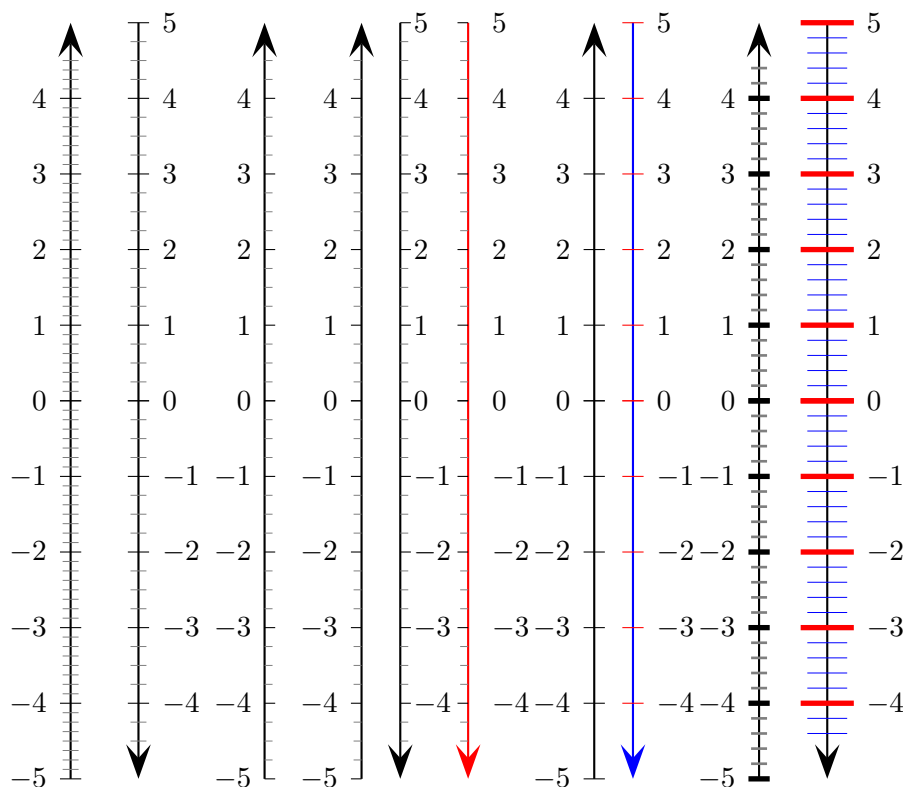 5 5 5 5 5
4 4 4 4 4 4 4 4 4 4
3 3 3 3 3 3 3 3 3 3
2 2 2 2 2 2 2 2 2 2
1 1 1 1 1 1 1 1 1 1
0 0 0 0 0 0 0 0 0 0
−1 −1 −1 −1 −1 −1 −1 −1 −1 −1
−2 −2 −2 −2 −2 −2 −2 −2 −2 −2
−3 −3 −3 −3 −3 −3 −3 −3 −3 −3
−4 −4 −4 −4 −4 −4 −4 −4 −4 −4
−5 −5 −5 −5 −5